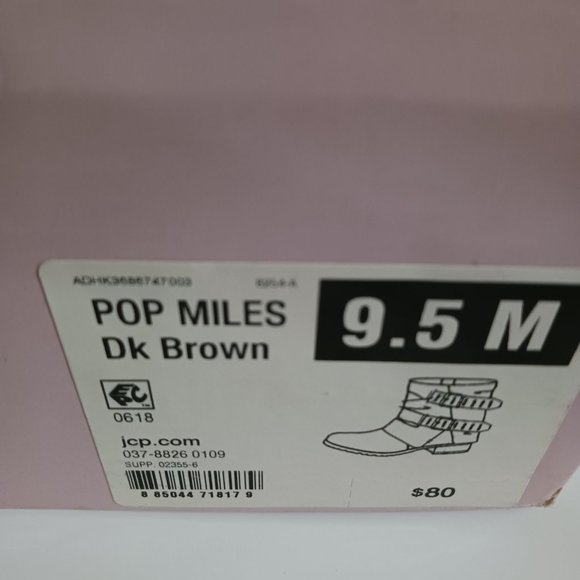 ADHK3686747003
POP MILES
9.5 M
Dk Brown
0618
jcp.com
037-8826 0109
SUPP. 02355-6
8 85044 71817 9
$80